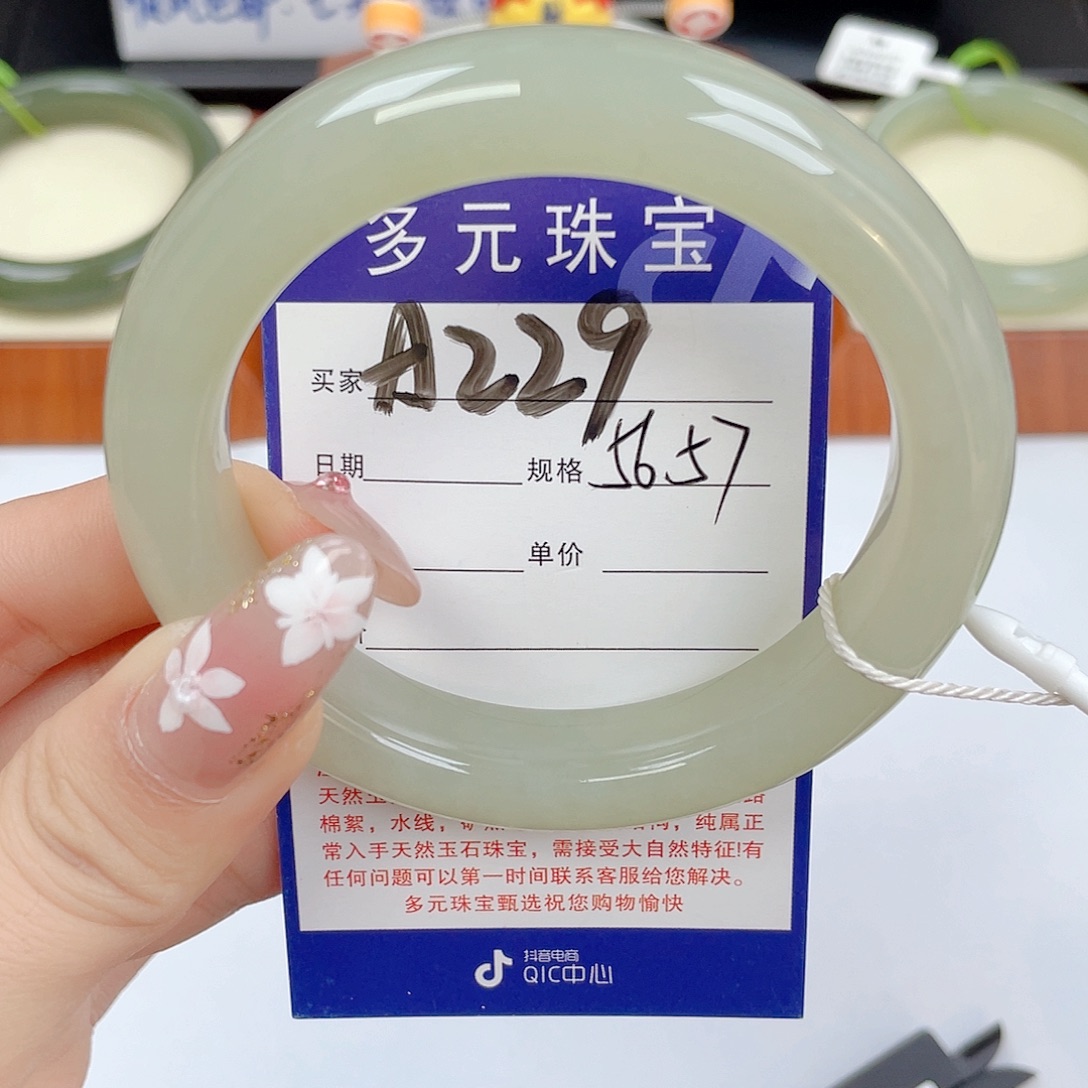 多元珠宝
买家 A229
日期 规格 56.57
单价
棉絮，水线，
纯属正
常入手天然玉石珠宝，需接受大自然特征!有
任何问题可以第一时间联系客服给您解决。
多元珠宝甄选祝您购物愉快
抖音电商
QIC中心